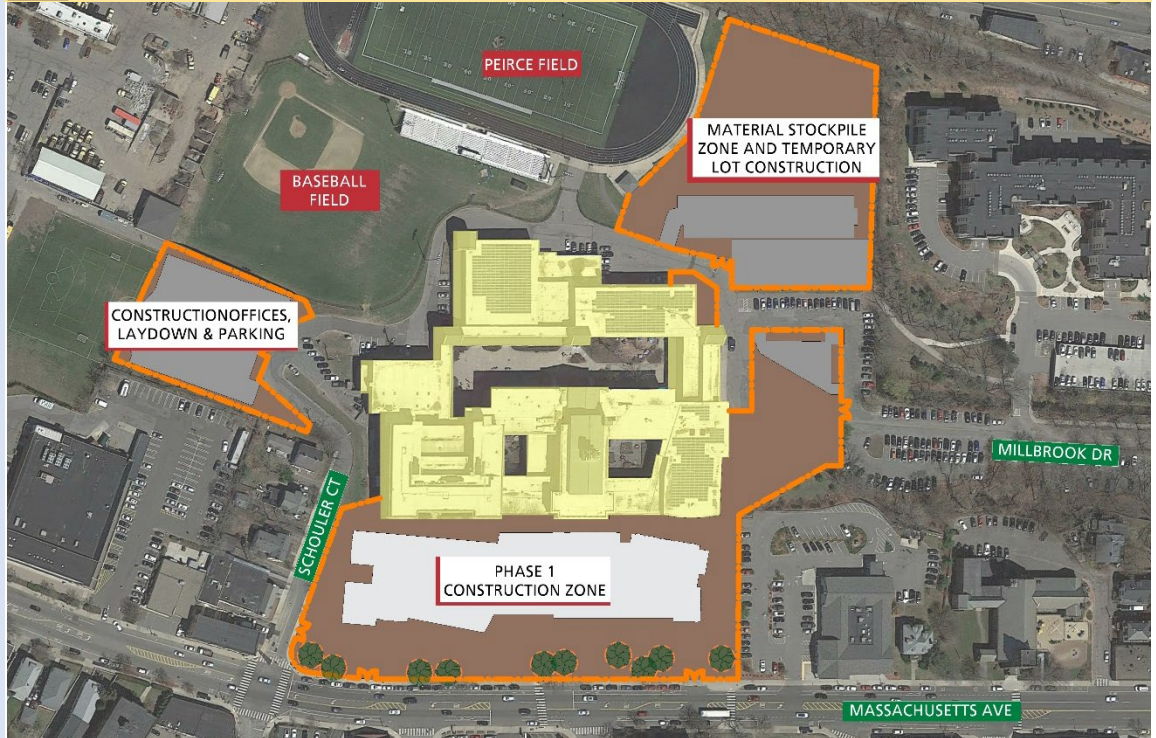 PEIRCE FIELD
MATERIAL STOCKPILE
ZONE AND TEMPORARY
LOT CONSTRUCTION
BASEBALL
FIELD
CONSTRUCTIONOFFICES,
LAYDOWN & PARKING
MILLBROOK DR
SCHOULER CT
PHASE 1
CONSTRUCTION ZONE
MASSACHUSETTS AVE